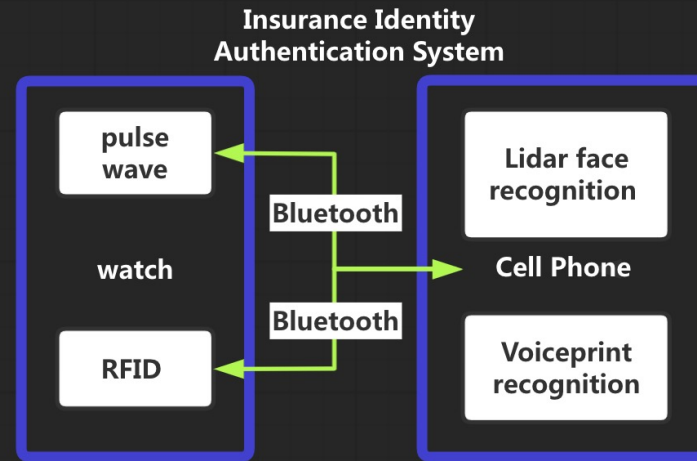 Insurance Identity
Authentication System
pulse
wave
watch
RFID
Bluetooth
Bluetooth
Lidar face
recognition
Cell Phone
Voiceprint
recognition